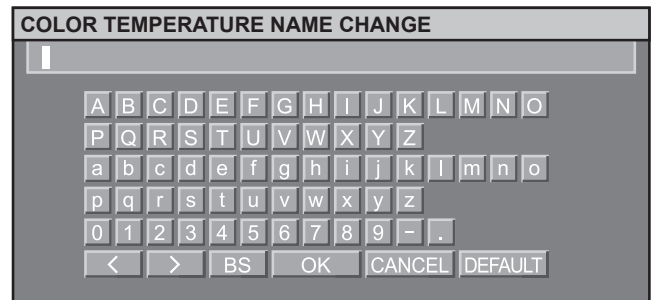 COLOR TEMPERATURE NAME CHANGE
A B C D E F G H I J K L M N O
P Q R S T U V W X Y Z
a b c d e f g h i j k l m n o
p q r s t u v w x y z
0 1 2 3 4 5 6 7 8 9 - .
< > BS OK CANCEL DEFAULT